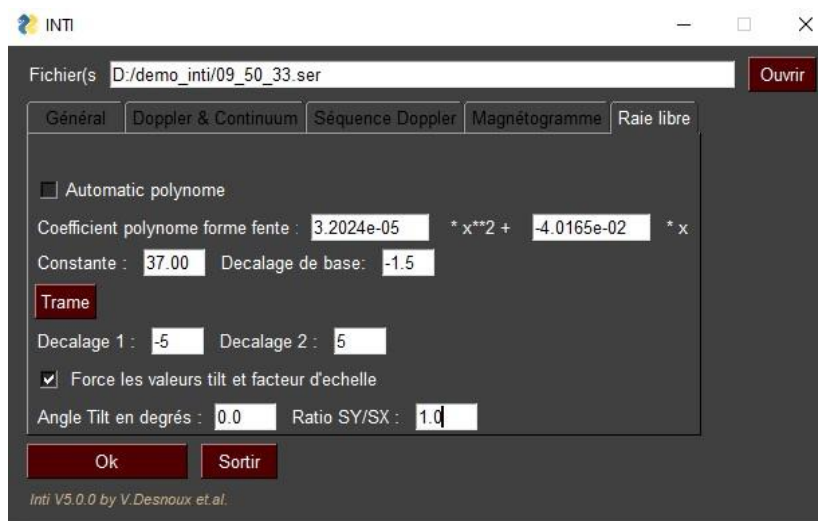 INTI
Fichier(s D:/demo_inti/09_50_33.ser Ouvrir
Général Doppler & Continuum Séquence Doppler Magnétogramme Raie libre
Automatic polynome
Coefficient polynome forme fente : 3.2024e-05 * x**2 + -4.0165e-02 * x
Constante : 37.00 Decalage de base: -1.5
Trame
Decalage 1 : -5 Decalage 2 : 5
Force les valeurs tilt et facteur d'echelle
Angle Tilt en degrés : 0.0 Ratio SY/SX : 1.0
Ok Sortir
Inti V5.0.0 by V.Desnoux et.al.